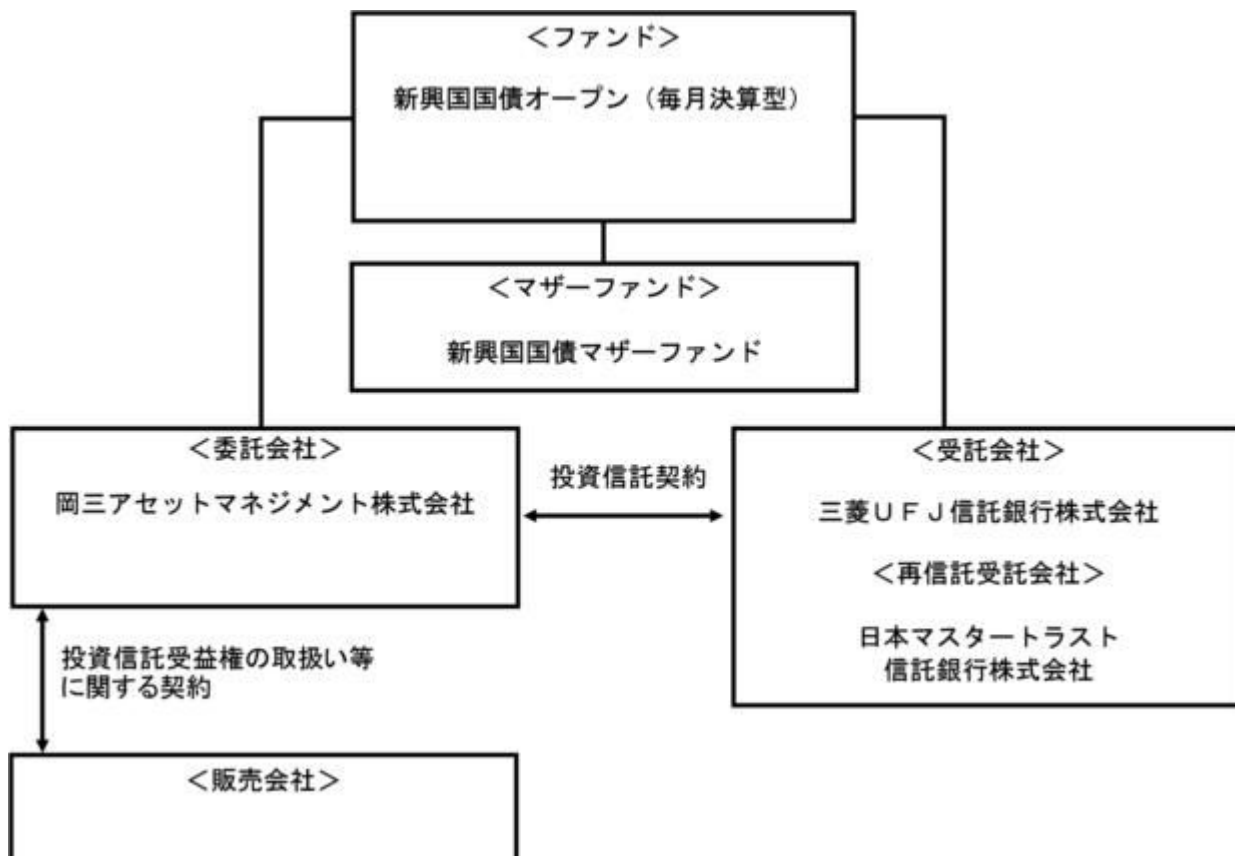 ＜ファンド＞
新興国国債オープン（毎月決算型）
＜マザーファンド＞
新興国国債マザーファンド
＜委託会社＞
岡三アセットマネジメント株式会社
投資信託契約
＜受託会社＞
三菱ＵＦＪ信託銀行株式会社
＜再信託受託会社＞
日本マスタートラスト
信託銀行株式会社
投資信託受益権の取扱い等
に関する契約
＜販売会社＞